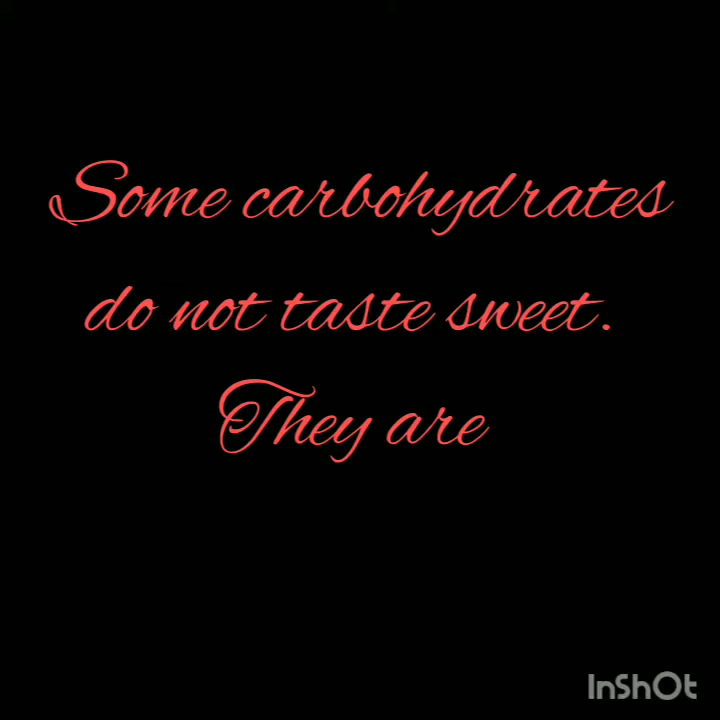 Some carbohydrates
do not taste sweet.
They are
InShOt